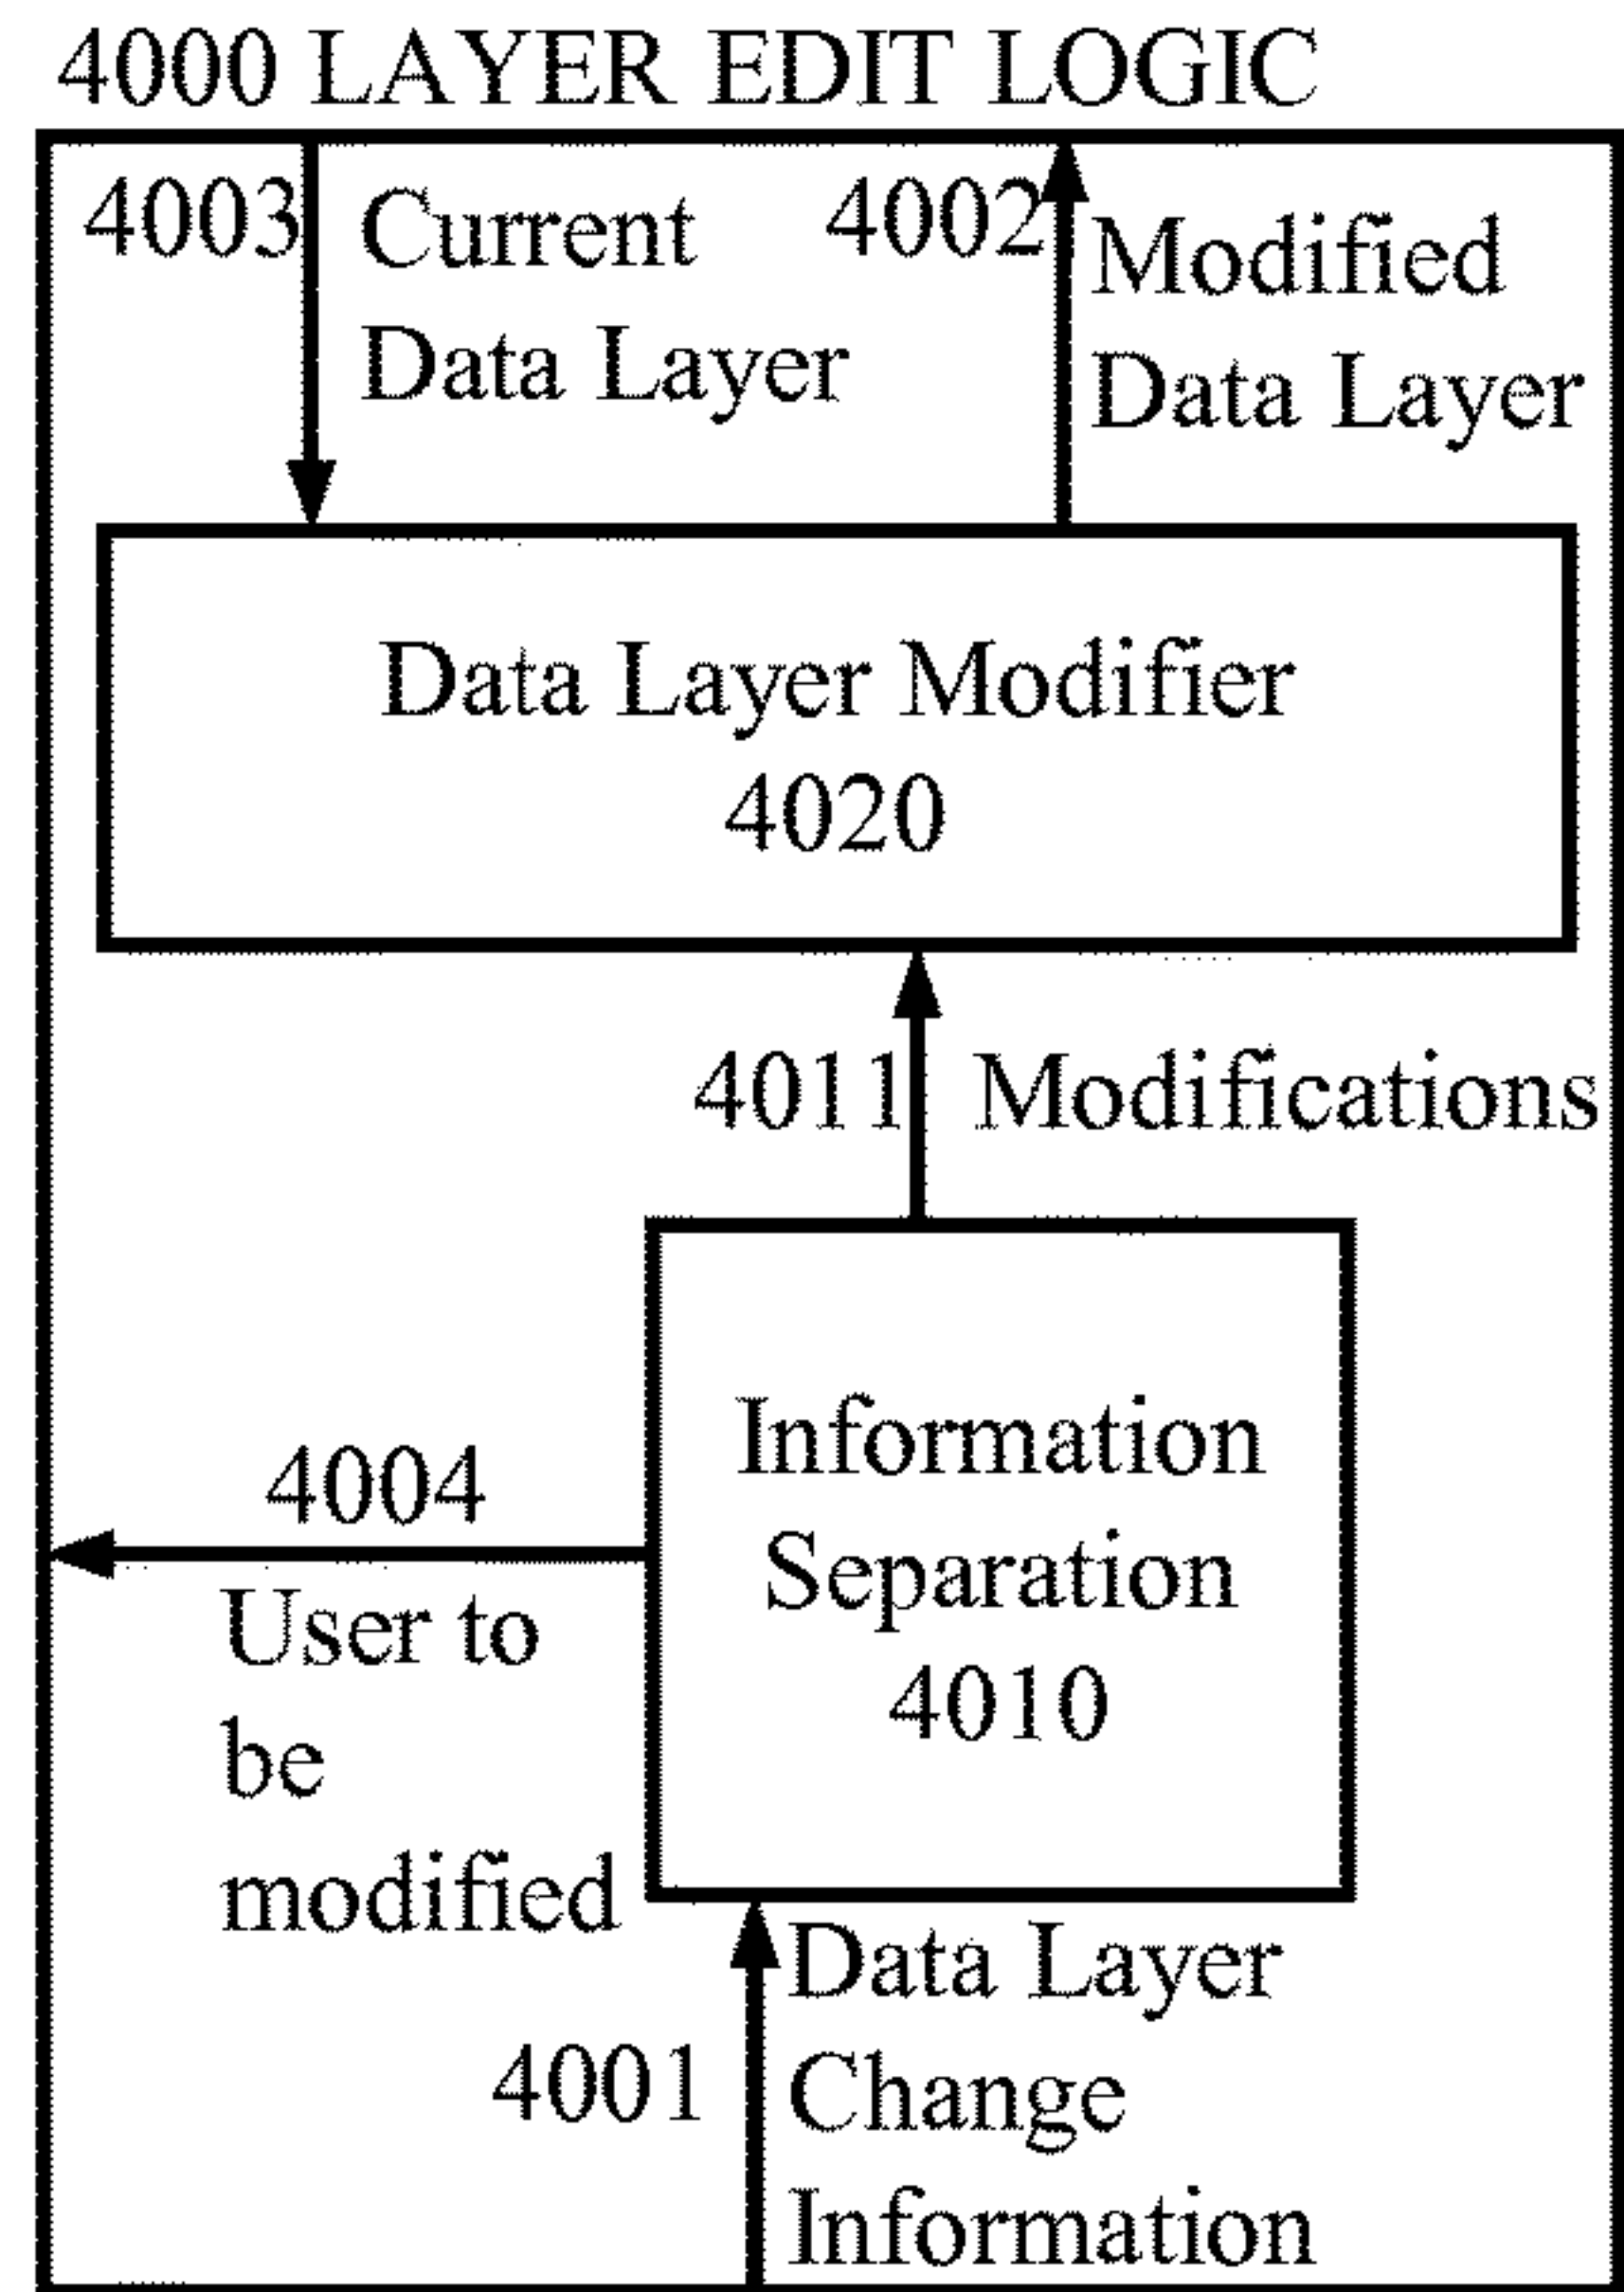 4000 LAYER EDIT LOGIC
4003
Current
Data Layer
4002
Modified
Data Layer
Data Layer Modifier
4020
4011
Modifications
Information
Separation
4010
4004
User to
be
modified
4001
Data Layer
Change
Information